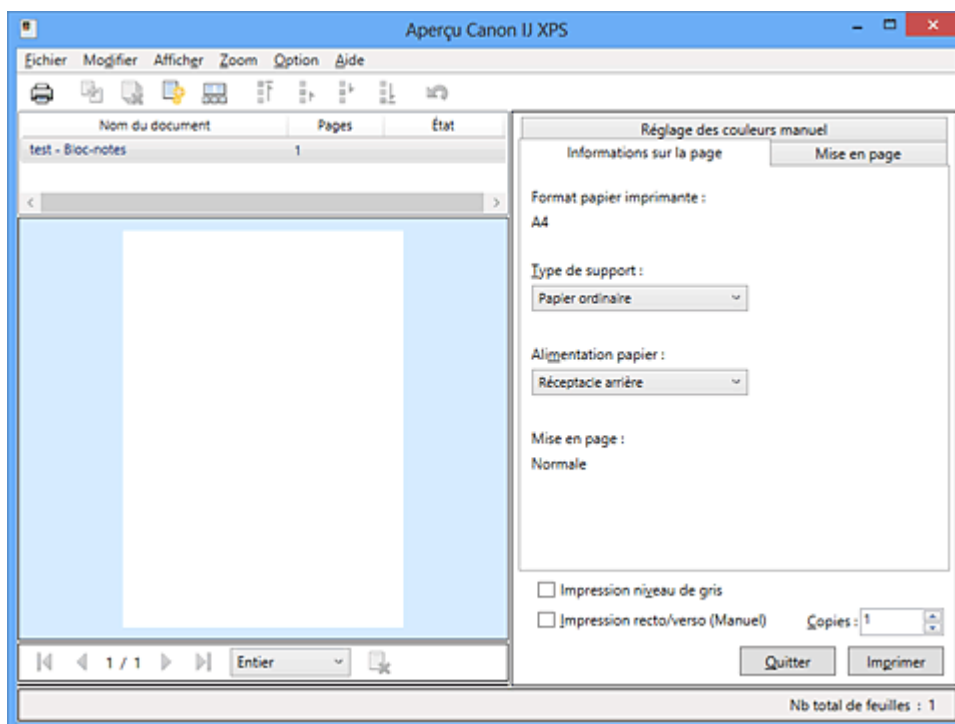 Aperçu Canon IJ XPS
Fichier Modifier Afficher Zoom Option Aide
Nom du document Pages État
test - Bloc-notes 1
Réglage des couleurs manuel
Informations sur la page Mise en page
Format papier imprimante :
A4
Type de support :
Papier ordinaire
Alimentation papier :
Réceptacle arrière
Mise en page :
Normale
Impression niveau de gris
Impression recto/verso (Manuel) Copies : 1
1 / 1 Entier
Quitter Imprimer
Nb total de feuilles : 1